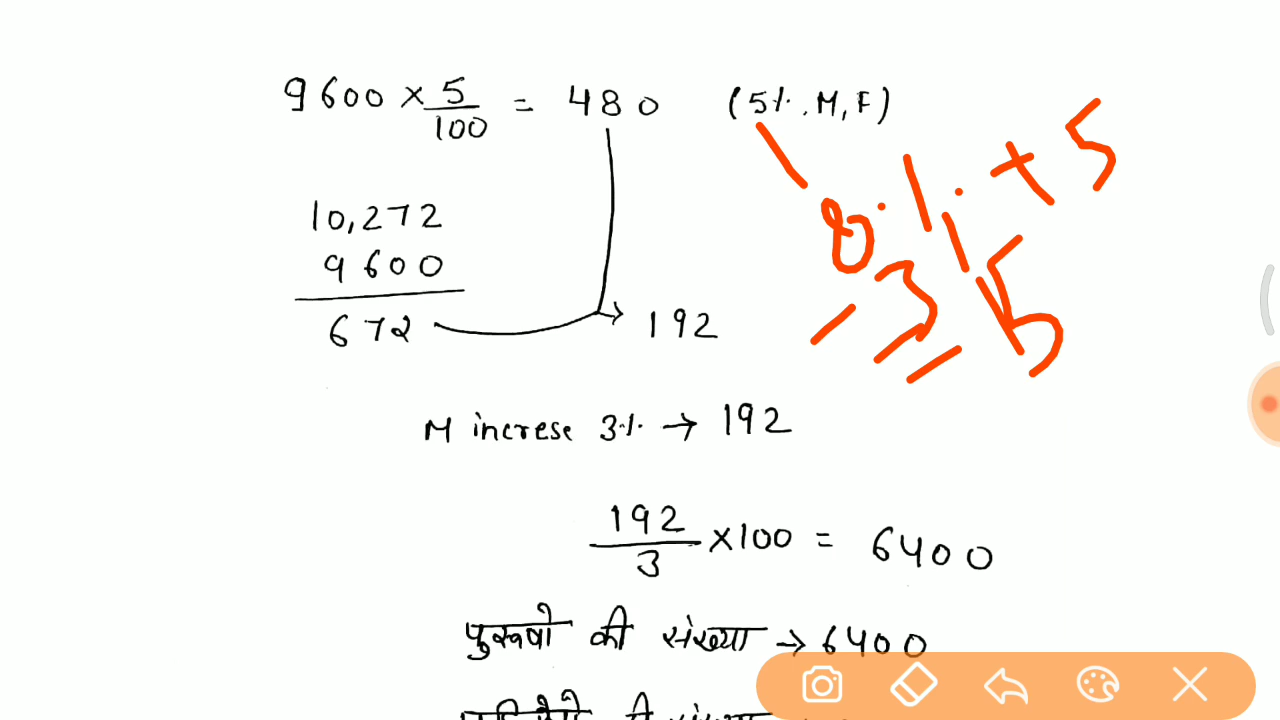 9600 × 5/100 = 480 (5%. M, F)
8% + 5
10,272
9600
3 5
672 → 192
M increse 3% → 192
192/3 ×100 = 6400
पुरूषो की संख्या → 6400